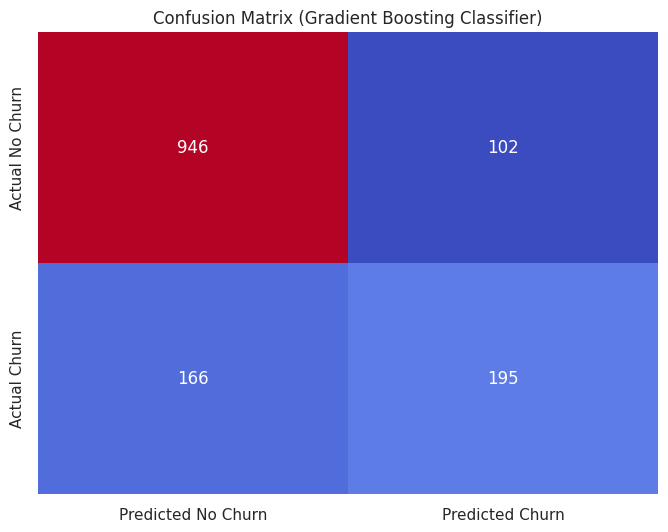 Confusion Matrix (Gradient Boosting Classifier)
Actual No Churn
946
102
Actual Churn
166
195
Predicted No Churn
Predicted Churn